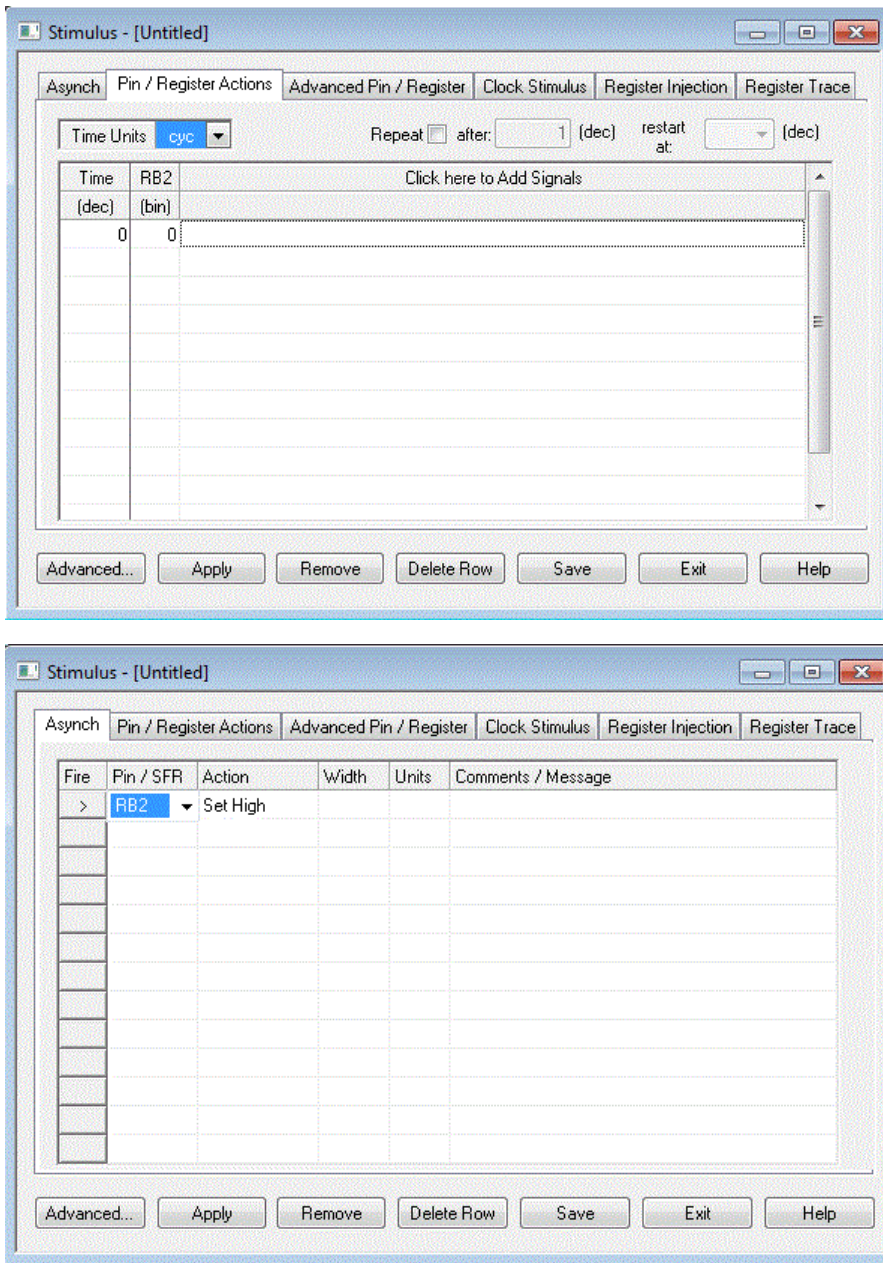 Stimulus - [Untitled]
Asynch Pin / Register Actions Advanced Pin / Register Clock Stimulus Register Injection Register Trace
Time Units cyc Repeat after: 1 (dec) restart at: (dec)
Time RB2 Click here to Add Signals
(dec) (bin)
0 0
Advanced... Apply Remove Delete Row Save Exit Help
Stimulus - [Untitled]
Asynch Pin / Register Actions Advanced Pin / Register Clock Stimulus Register Injection Register Trace
Fire Pin / SFR Action Width Units Comments / Message
> RB2 Set High
Advanced... Apply Remove Delete Row Save Exit Help